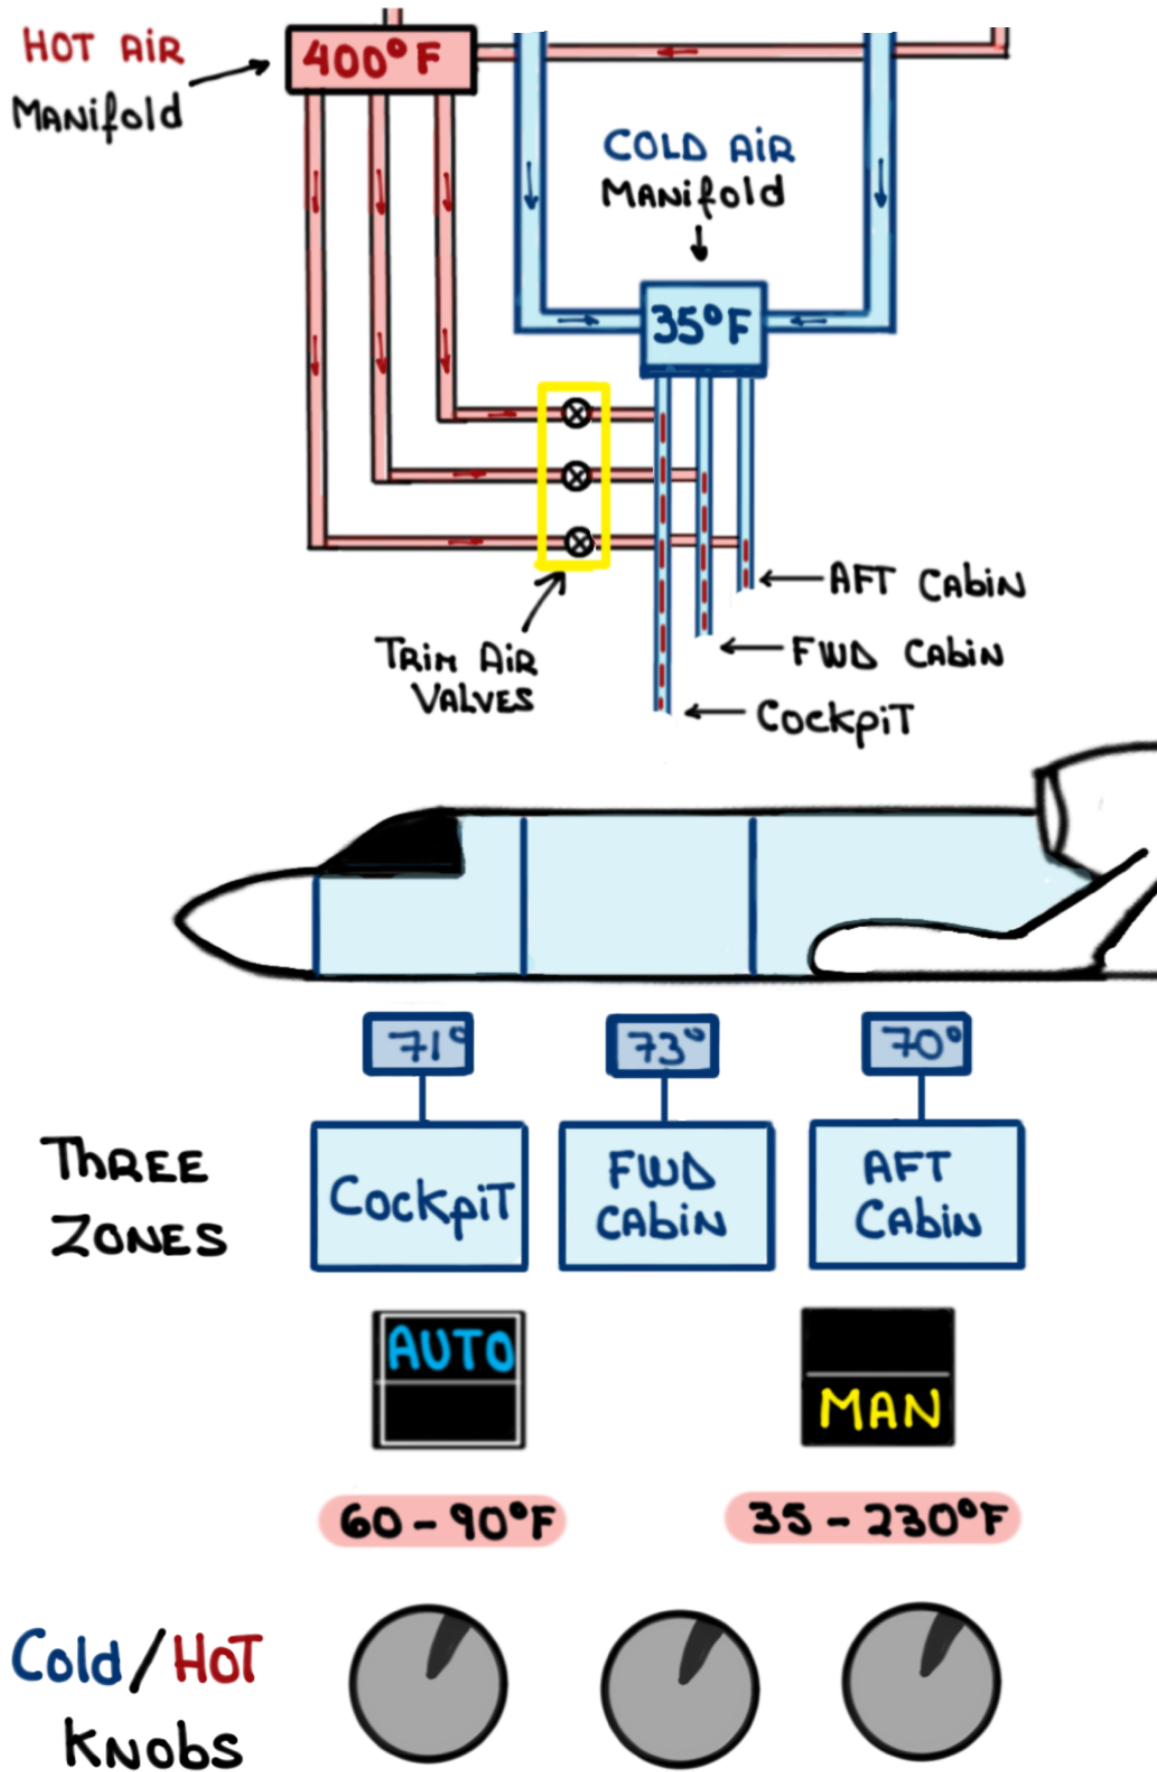 HOT AiR
MANifold
400°F
COLD AiR
MANifold
35°F
AFT CAbiN
FWD CAbiN
CockpiT
TRiM AiR
VALVES
71°
73°
70°
ThREE
ZONES
CockpiT
FWD
CAbiN
AFT
CAbiN
AUTO
MAN
60-90°F
35-230°F
Cold/HoT
KNobs